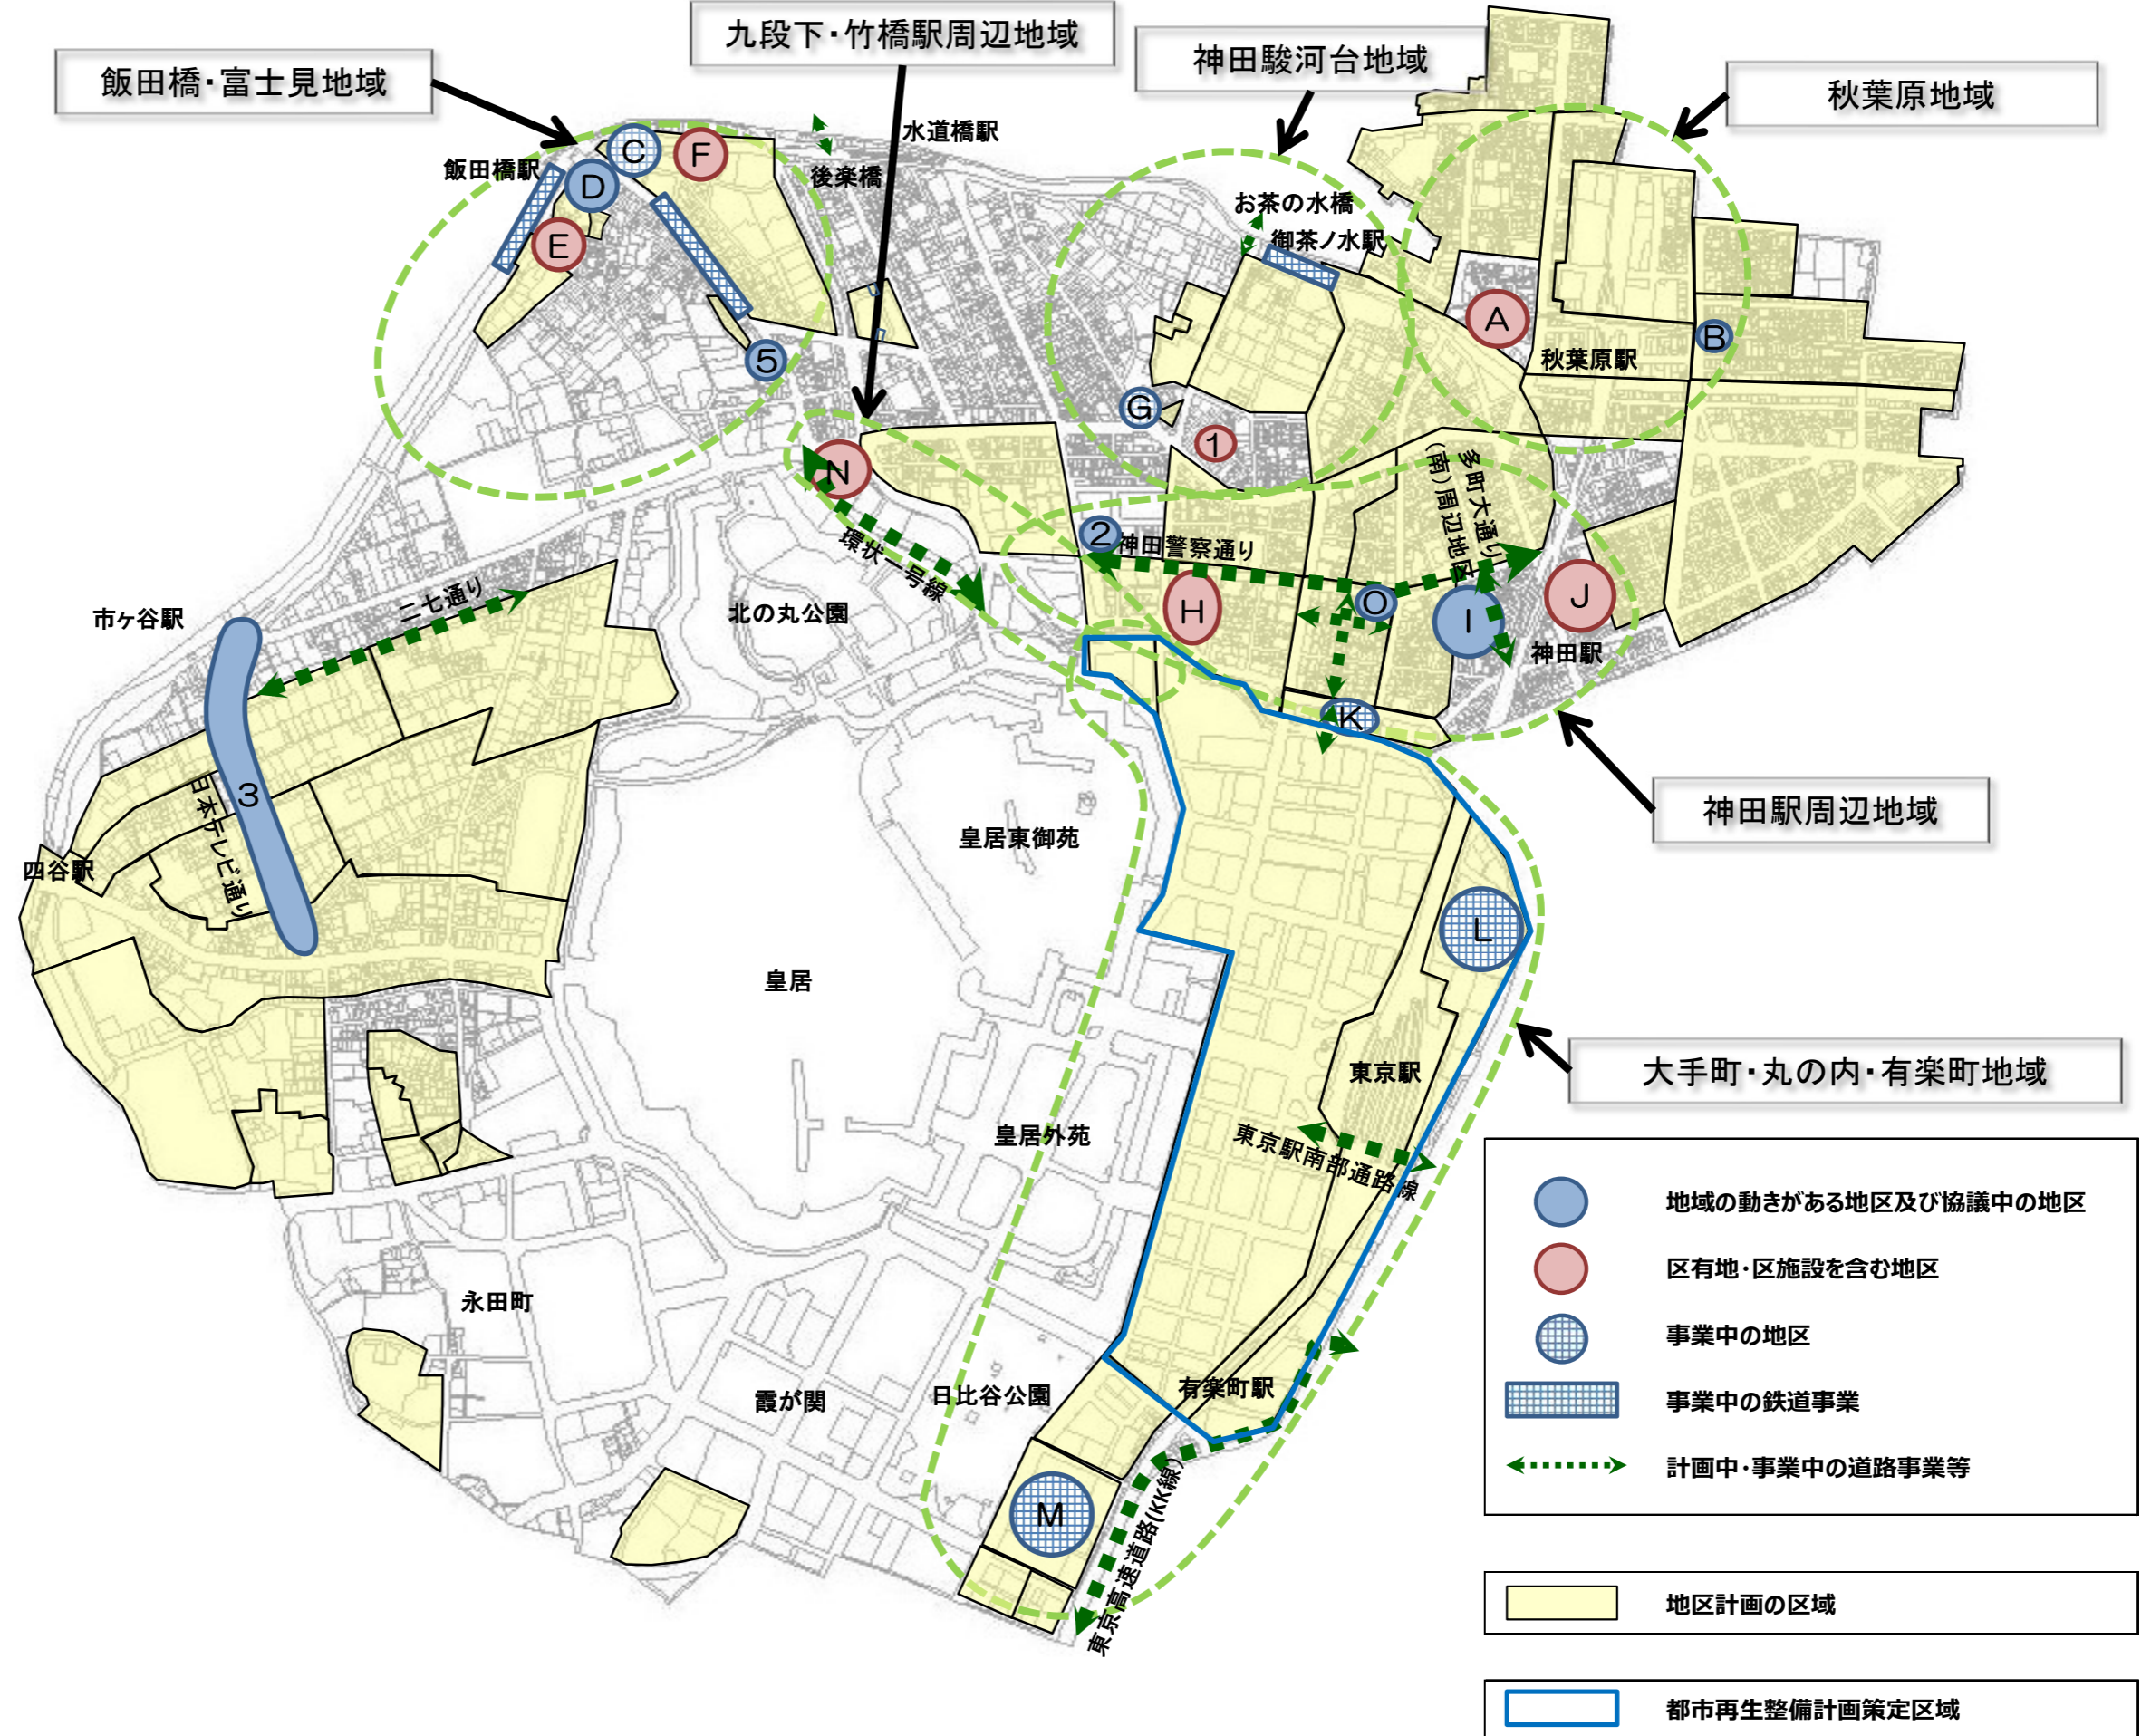 九段下・竹橋駅周辺地域
神田駿河台地域
飯田橋・富士見地域
秋葉原地域
水道橋駅
飯田橋駅
後楽橋
C
F
D
E
お茶の水橋
御茶ノ水駅
A
B
秋葉原駅
5
G
1
N
多町大通り
(南)周辺地区
2
神田警察通り
環状一号線
H
O
I
J
神田駅
北の丸公園
二七通り
市ヶ谷駅
K
3
日本テレビ通り
四谷駅
皇居東御苑
神田駅周辺地域
L
皇居
大手町・丸の内・有楽町地域
東京駅
皇居外苑
東京駅南部通路線
永田町
霞が関
日比谷公園
有楽町駅
M
東京高速道路(KK線)
地域の動きがある地区及び協議中の地区
区有地・区施設を含む地区
事業中の地区
事業中の鉄道事業
計画中・事業中の道路事業等
地区計画の区域
都市再生整備計画策定区域